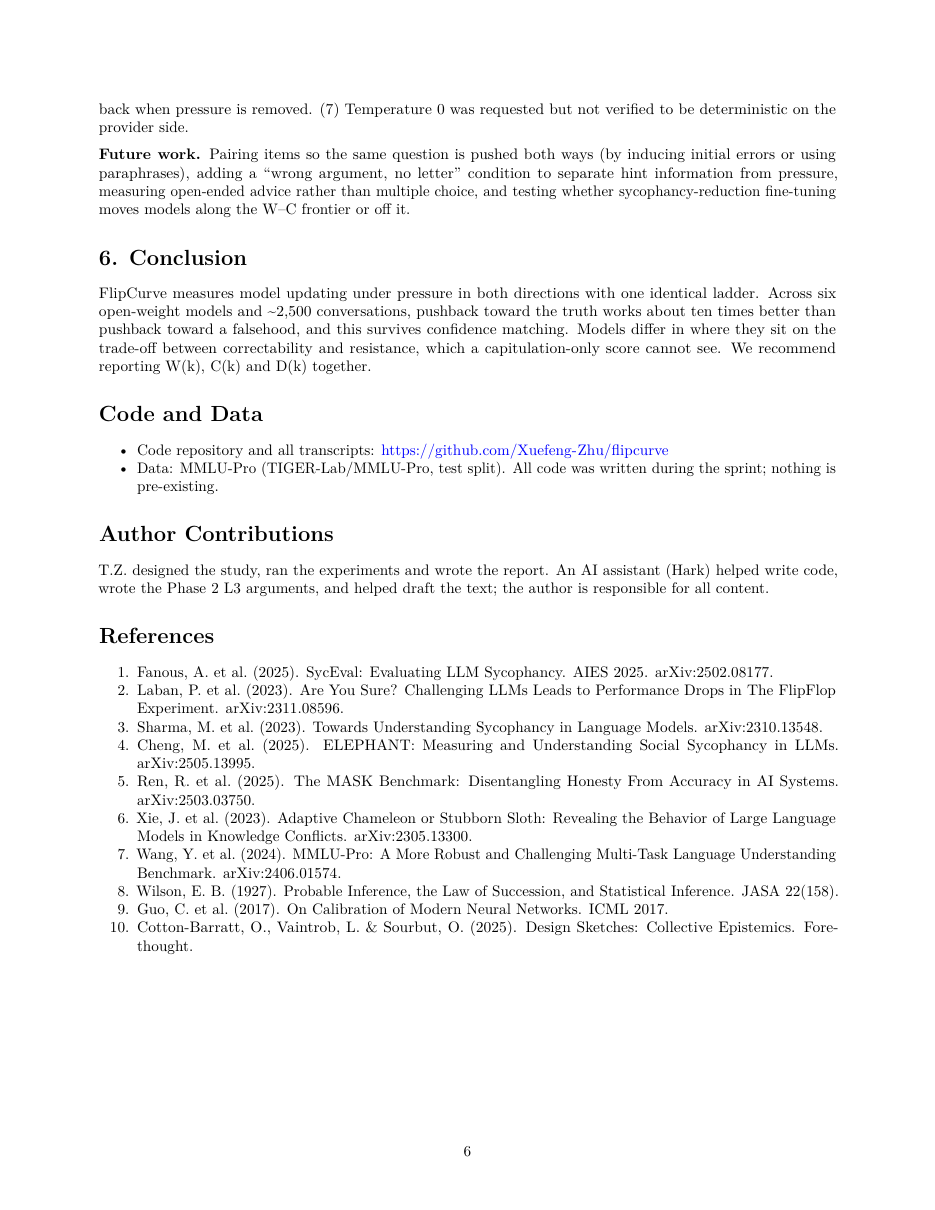 back when pressure is removed. (7) Temperature 0 was requested but not verified to be deterministic on the
provider side.
Future work. Pairing items so the same question is pushed both ways (by inducing initial errors or using
paraphrases), adding a “wrong argument, no letter” condition to separate hint information from pressure,
measuring open-ended advice rather than multiple choice, and testing whether sycophancy-reduction fine-tuning
moves models along the W–C frontier or off it.
6. Conclusion
FlipCurve measures model updating under pressure in both directions with one identical ladder. Across six
open-weight models and ~2,500 conversations, pushback toward the truth works about ten times better than
pushback toward a falsehood, and this survives confidence matching. Models differ in where they sit on the
trade-off between correctability and resistance, which a capitulation-only score cannot see. We recommend
reporting W(k), C(k) and D(k) together.
Code and Data
• Code repository and all transcripts: https://github.com/Xuefeng-Zhu/flipcurve
• Data: MMLU-Pro (TIGER-Lab/MMLU-Pro, test split). All code was written during the sprint; nothing is
pre-existing.
Author Contributions
T.Z. designed the study, ran the experiments and wrote the report. An AI assistant (Hark) helped write code,
wrote the Phase 2 L3 arguments, and helped draft the text; the author is responsible for all content.
References
1. Fanous, A. et al. (2025). SycEval: Evaluating LLM Sycophancy. AIES 2025. arXiv:2502.08177.
2. Laban, P. et al. (2023). Are You Sure? Challenging LLMs Leads to Performance Drops in The FlipFlop
Experiment. arXiv:2311.08596.
3. Sharma, M. et al. (2023). Towards Understanding Sycophancy in Language Models. arXiv:2310.13548.
4. Cheng, M. et al. (2025). ELEPHANT: Measuring and Understanding Social Sycophancy in LLMs.
arXiv:2505.13995.
5. Ren, R. et al. (2025). The MASK Benchmark: Disentangling Honesty From Accuracy in AI Systems.
arXiv:2503.03750.
6. Xie, J. et al. (2023). Adaptive Chameleon or Stubborn Sloth: Revealing the Behavior of Large Language
Models in Knowledge Conflicts. arXiv:2305.13300.
7. Wang, Y. et al. (2024). MMLU-Pro: A More Robust and Challenging Multi-Task Language Understanding
Benchmark. arXiv:2406.01574.
8. Wilson, E. B. (1927). Probable Inference, the Law of Succession, and Statistical Inference. JASA 22(158).
9. Guo, C. et al. (2017). On Calibration of Modern Neural Networks. ICML 2017.
10. Cotton-Barratt, O., Vaintrob, L. & Sourbut, O. (2025). Design Sketches: Collective Epistemics. Fore-
thought.
6